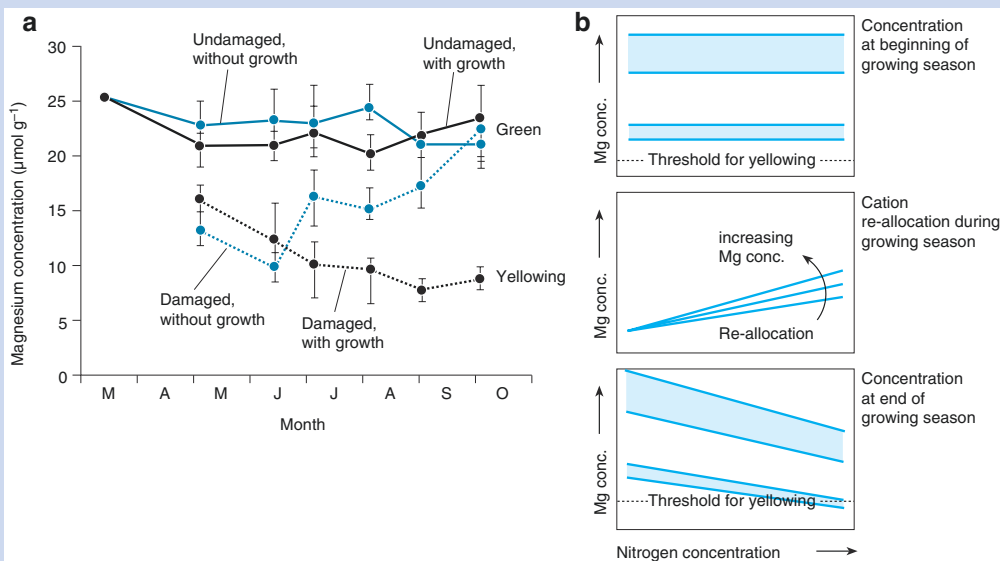 a
30
25
20
15
10
5
0
Magnesium concentration (μmol g⁻¹)
Undamaged,
without growth
Undamaged,
with growth
Green
Damaged,
without growth
Damaged,
with growth
Yellowing
M A M J J A S O
Month
b
Mg conc.
Threshold for yellowing
Concentration
at beginning of
growing season
Mg conc.
increasing
Mg conc.
Re-allocation
Cation
re-allocation during
growing season
Mg conc.
Threshold for yellowing
Concentration
at end of
growing season
Nitrogen concentration